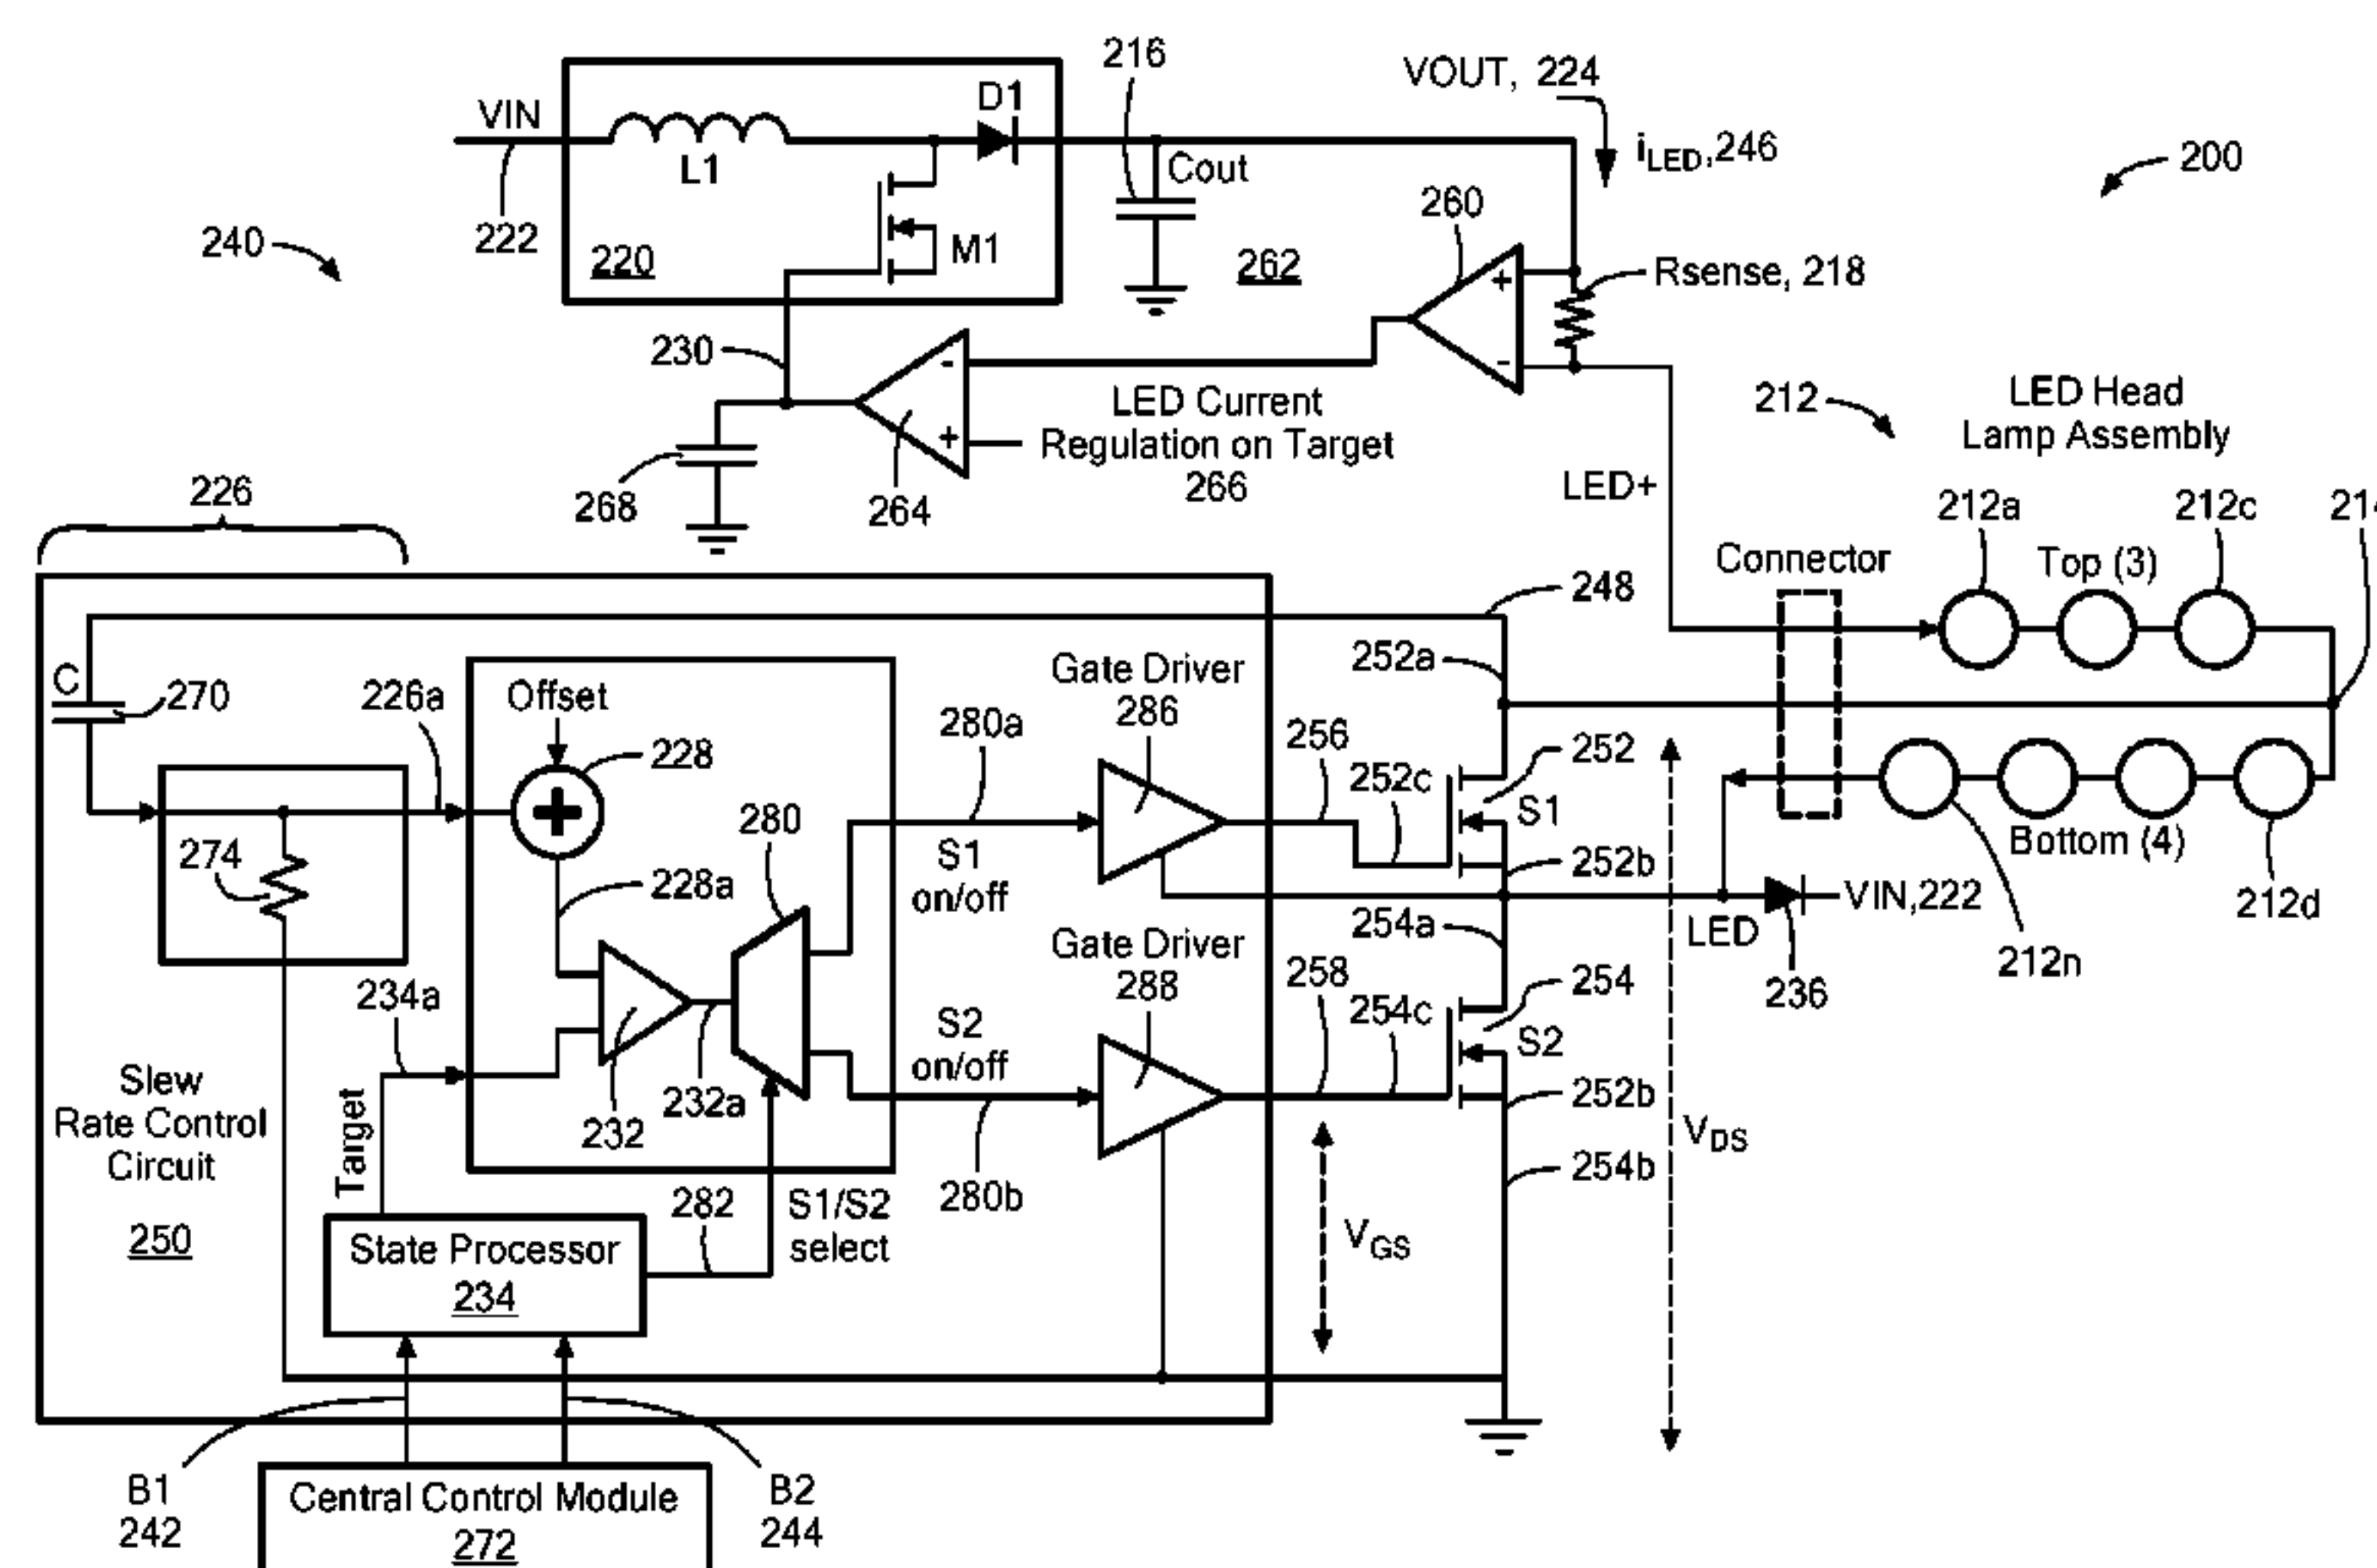 216
VOUT, 224
VIN
D1
iLED,246
200
L1
Cout
260
240
222
220
M1
262
Rsense, 218
+
-
230
-
LED Current
Regulation on Target
266
+
212
LED Head
Lamp Assembly
226
268
264
LED+
212a
212c
Connector
Top (3)
248
C
270
226a
Offset
Gate Driver
286
252a
280a
228
256
252
274
280
252c
S1
S1
on/off
252b
Bottom (4)
228a
VIN,222
254a
LED
212d
234a
Gate Driver
288
258
254
212n
236
S2
on/off
254c
S2
Slew
Rate Control
Circuit
232
232a
252b
VDS
Target
254b
282
S1/S2
select
280b
250
State Processor
234
VGS
B1
242
Central Control Module
272
B2
244